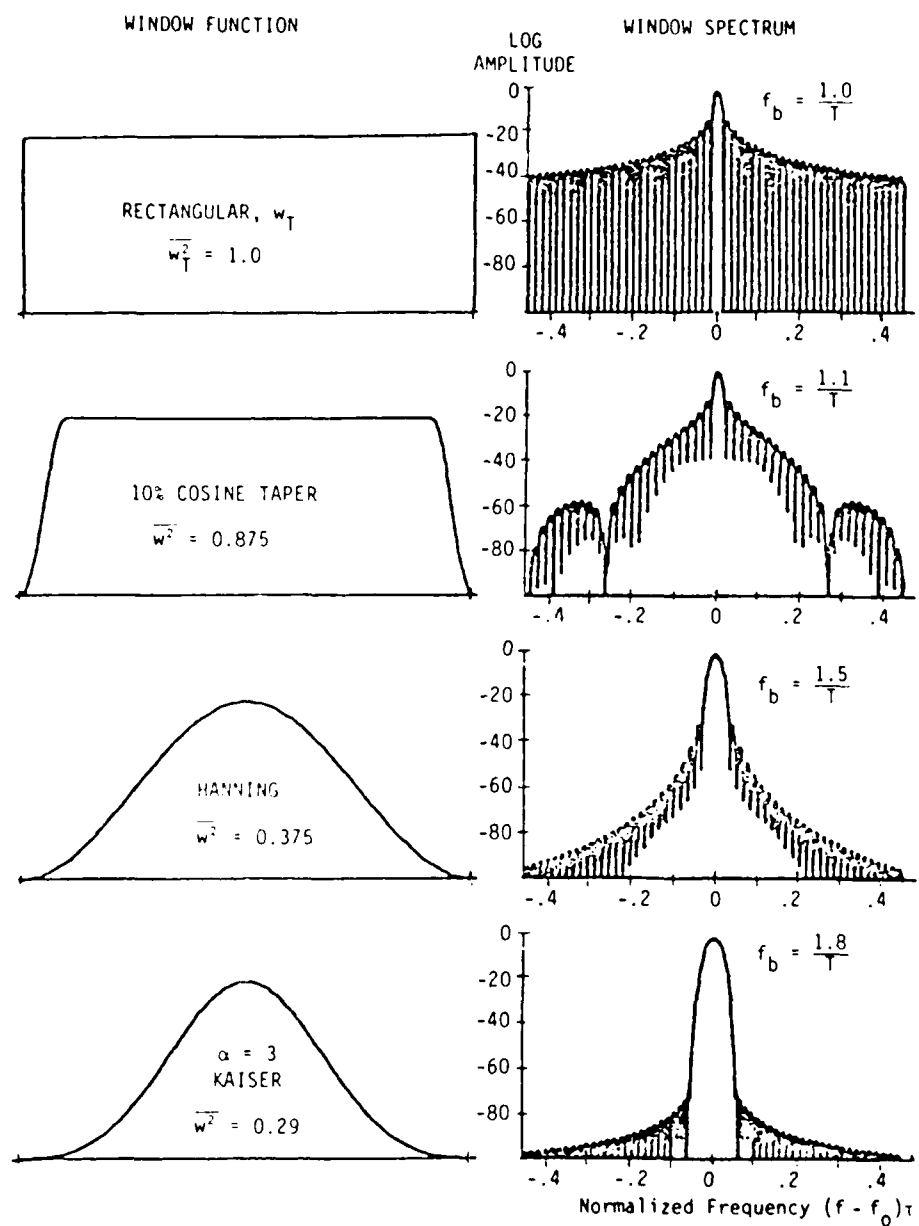 WINDOW FUNCTION
WINDOW SPECTRUM
LOG
AMPLITUDE
RECTANGULAR, w_T
w_T^2 = 1.0
f_b = 1.0/T
0
-20
-40
-60
-80
-.4 -.2 0 .2 .4
10% COSINE TAPER
w^2 = 0.875
f_b = 1.1/T
0
-20
-40
-60
-80
-.4 -.2 0 .2 .4
HANNING
w^2 = 0.375
f_b = 1.5/T
0
-20
-40
-60
-80
-.4 -.2 0 .2 .4
α = 3
KAISER
w^2 = 0.29
f_b = 1.8/T
0
-20
-40
-60
-80
-.4 -.2 0 .2 .4
Normalized Frequency (f - f_o)τ